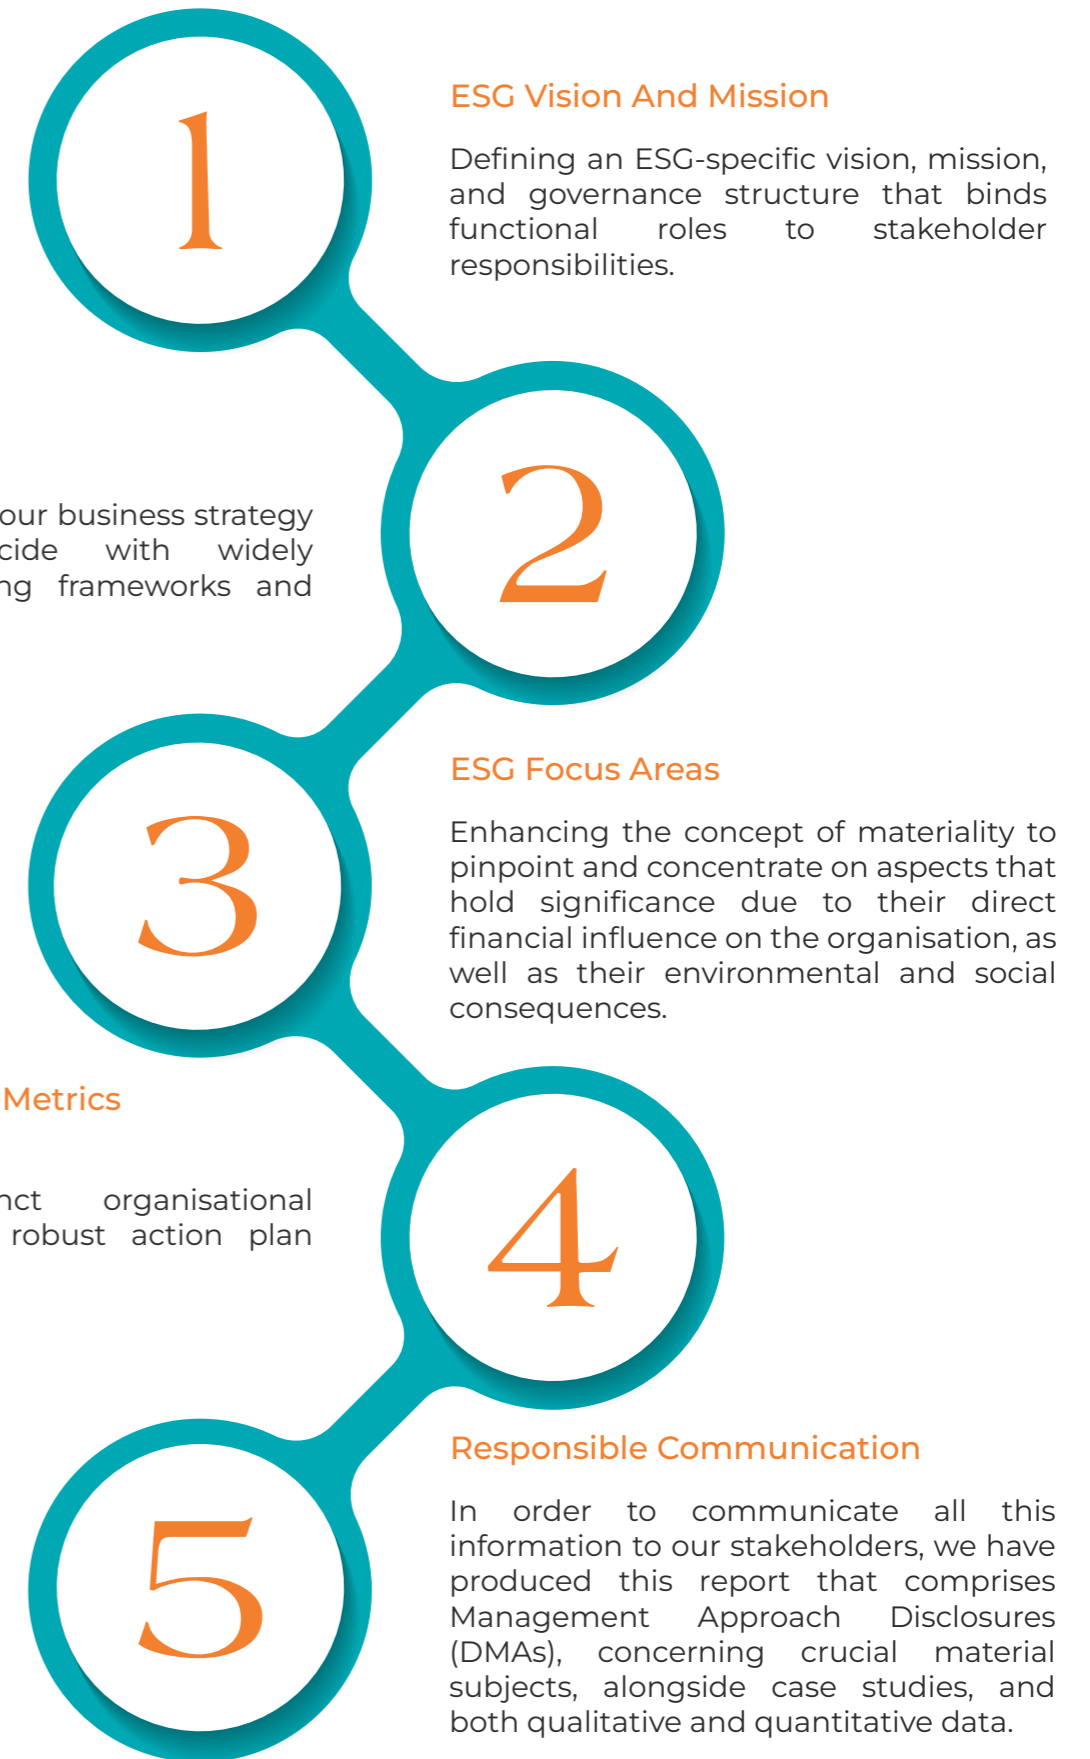 1
ESG Vision And Mission
Defining an ESG-specific vision, mission,
and governance structure that binds
functional roles to stakeholder
responsibilities.
2
our business strategy
with widely
frameworks and
3
ESG Focus Areas
Enhancing the concept of materiality to
pinpoint and concentrate on aspects that
hold significance due to their direct
financial influence on the organisation, as
well as their environmental and social
consequences.
4
Metrics
organisational
robust action plan
5
Responsible Communication
In order to communicate all this
information to our stakeholders, we have
produced this report that comprises
Management Approach Disclosures
(DMAs), concerning crucial material
subjects, alongside case studies, and
both qualitative and quantitative data.